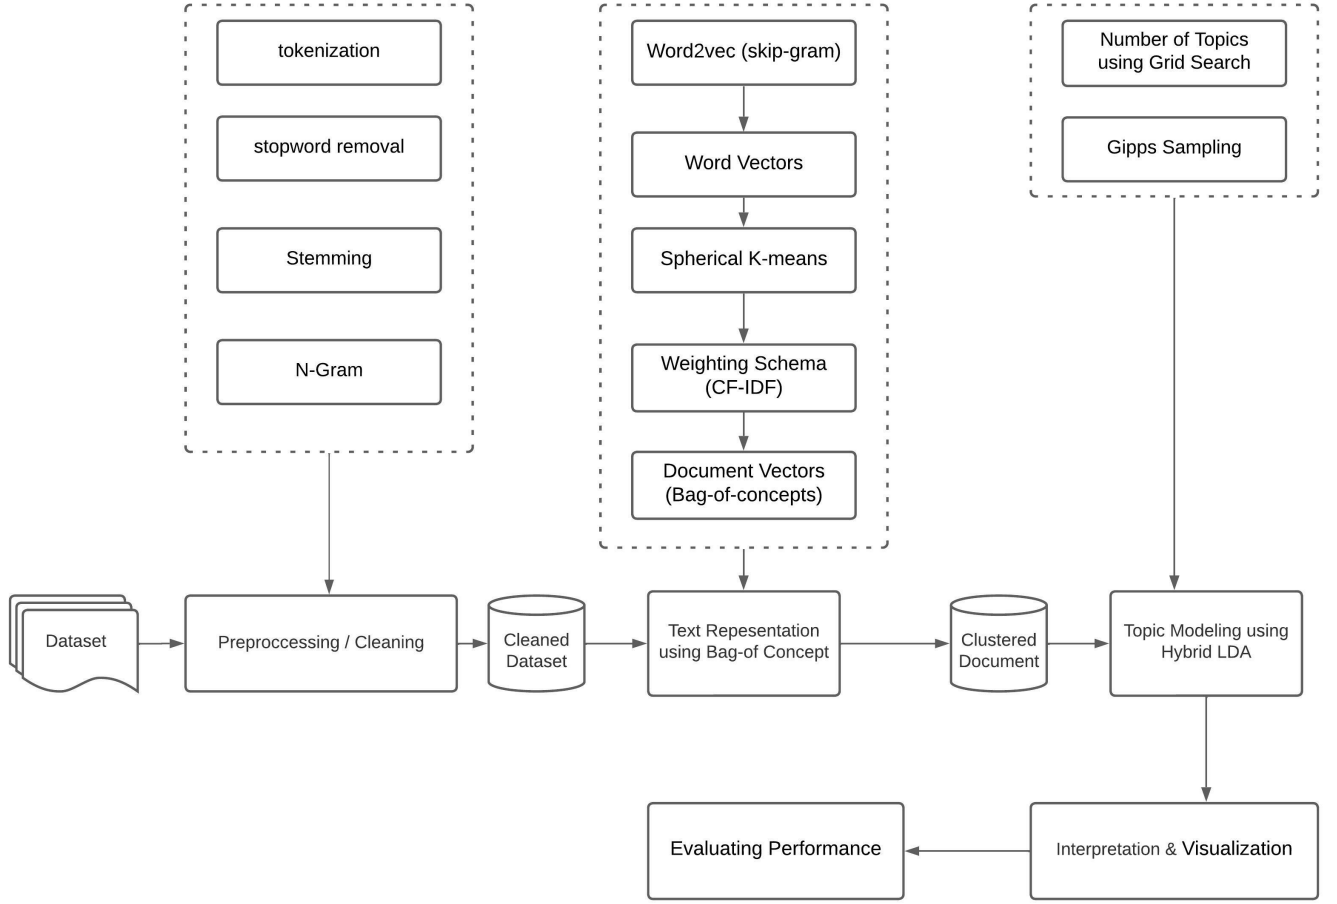 tokenization
stopword removal
Stemming
N-Gram
Word2vec (skip-gram)
Word Vectors
Spherical K-means
Weighting Schema
(CF-IDF)
Document Vectors
(Bag-of-concepts)
Number of Topics
using Grid Search
Gipps Sampling
Dataset
Preproccessing / Cleaning
Cleaned
Dataset
Text Repesentation
using Bag-of Concept
Clustered
Document
Topic Modeling using
Hybrid LDA
Evaluating Performance
Interpretation & Visualization